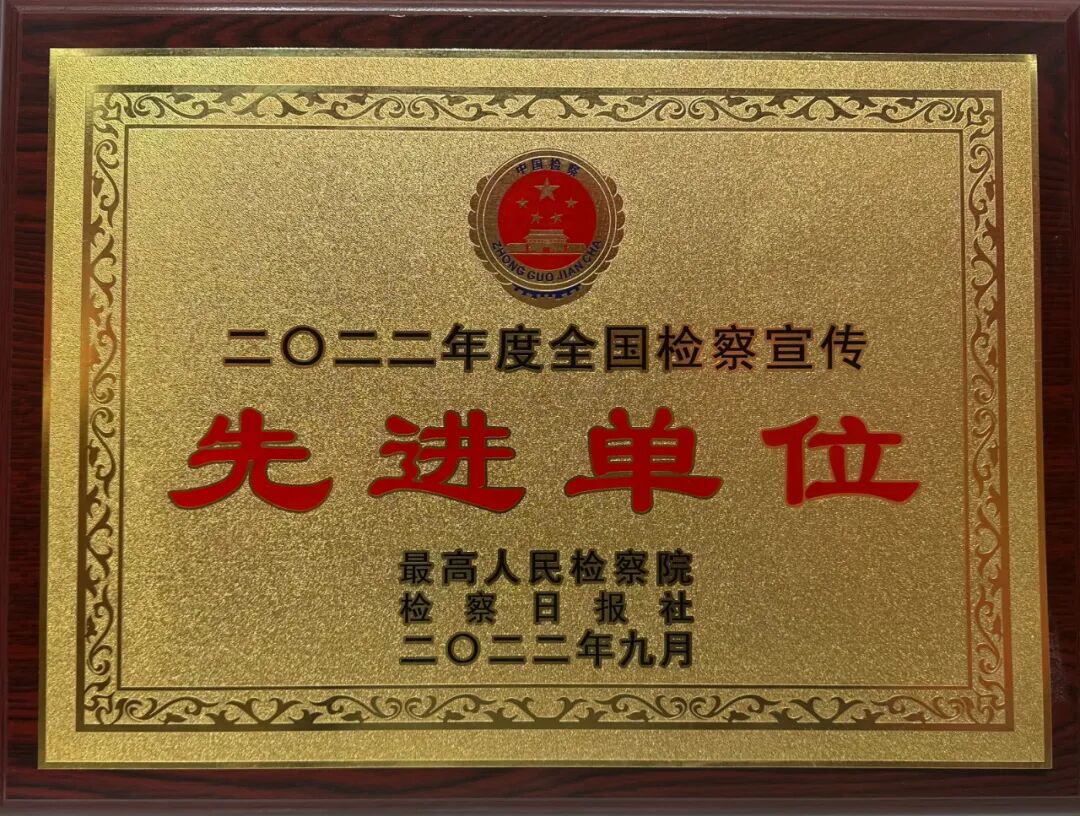 中国检察
ZHONG GUO JIAN CHA
二〇二二年度全国检察宣传
先进单位
最高人民检察院
检察日报社
二〇二二年九月